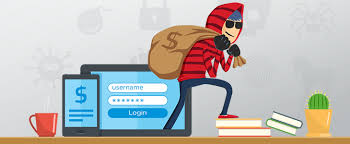 $
$
username
*******
Login